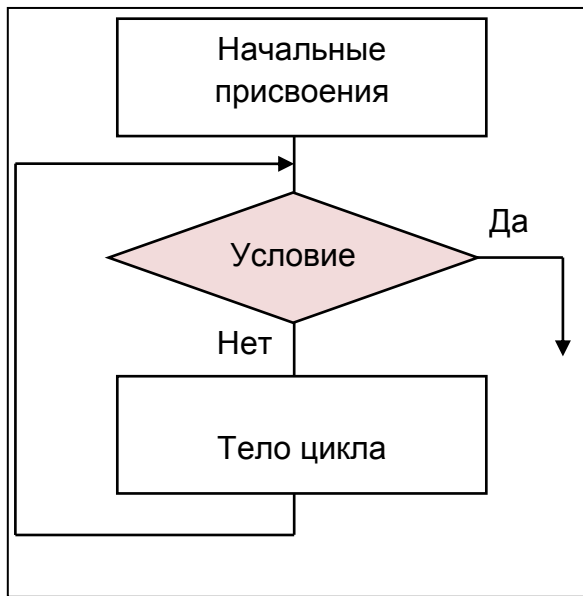 Начальные
присвоения
Да
Условие
Нет
Тело цикла